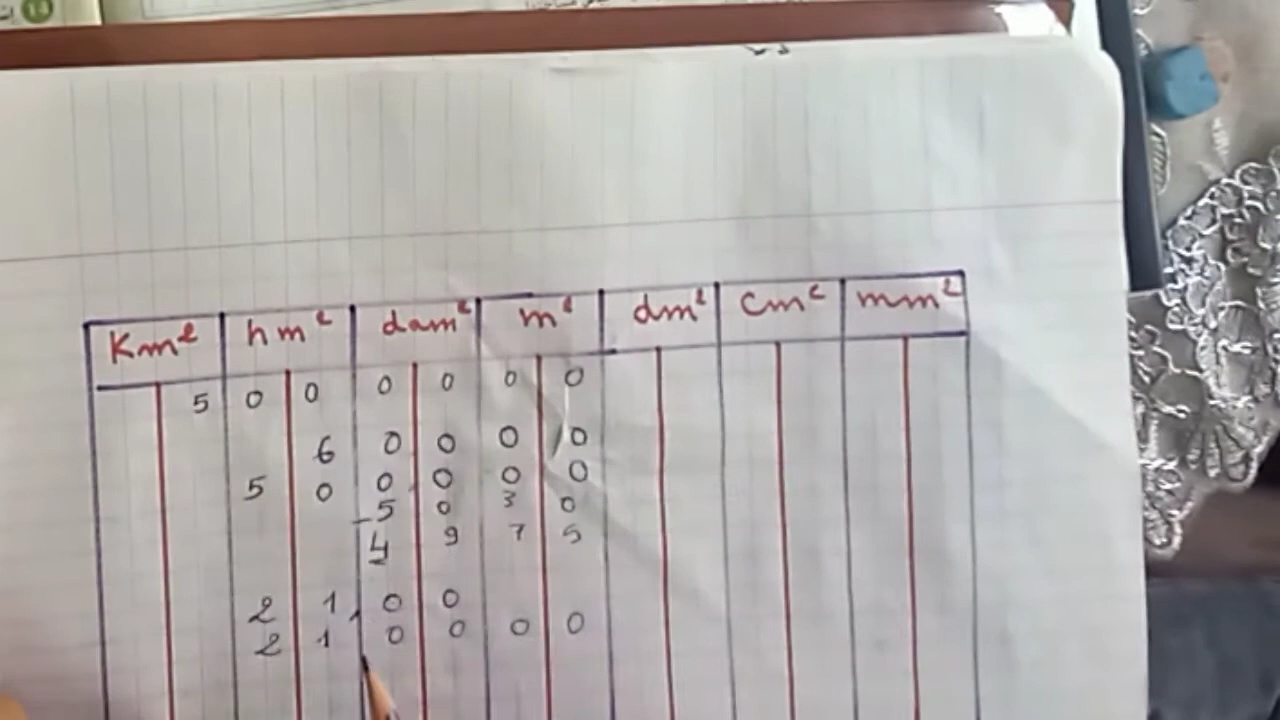 Km² hm² dam² m² dm² cm² mm²
5 0 0 0 0 0 0
6 0 0 0 0
5 0 0 0 0 0
5 0 3 0
4 9 7 5
2 1, 0 0
2 1 0 0 0 0